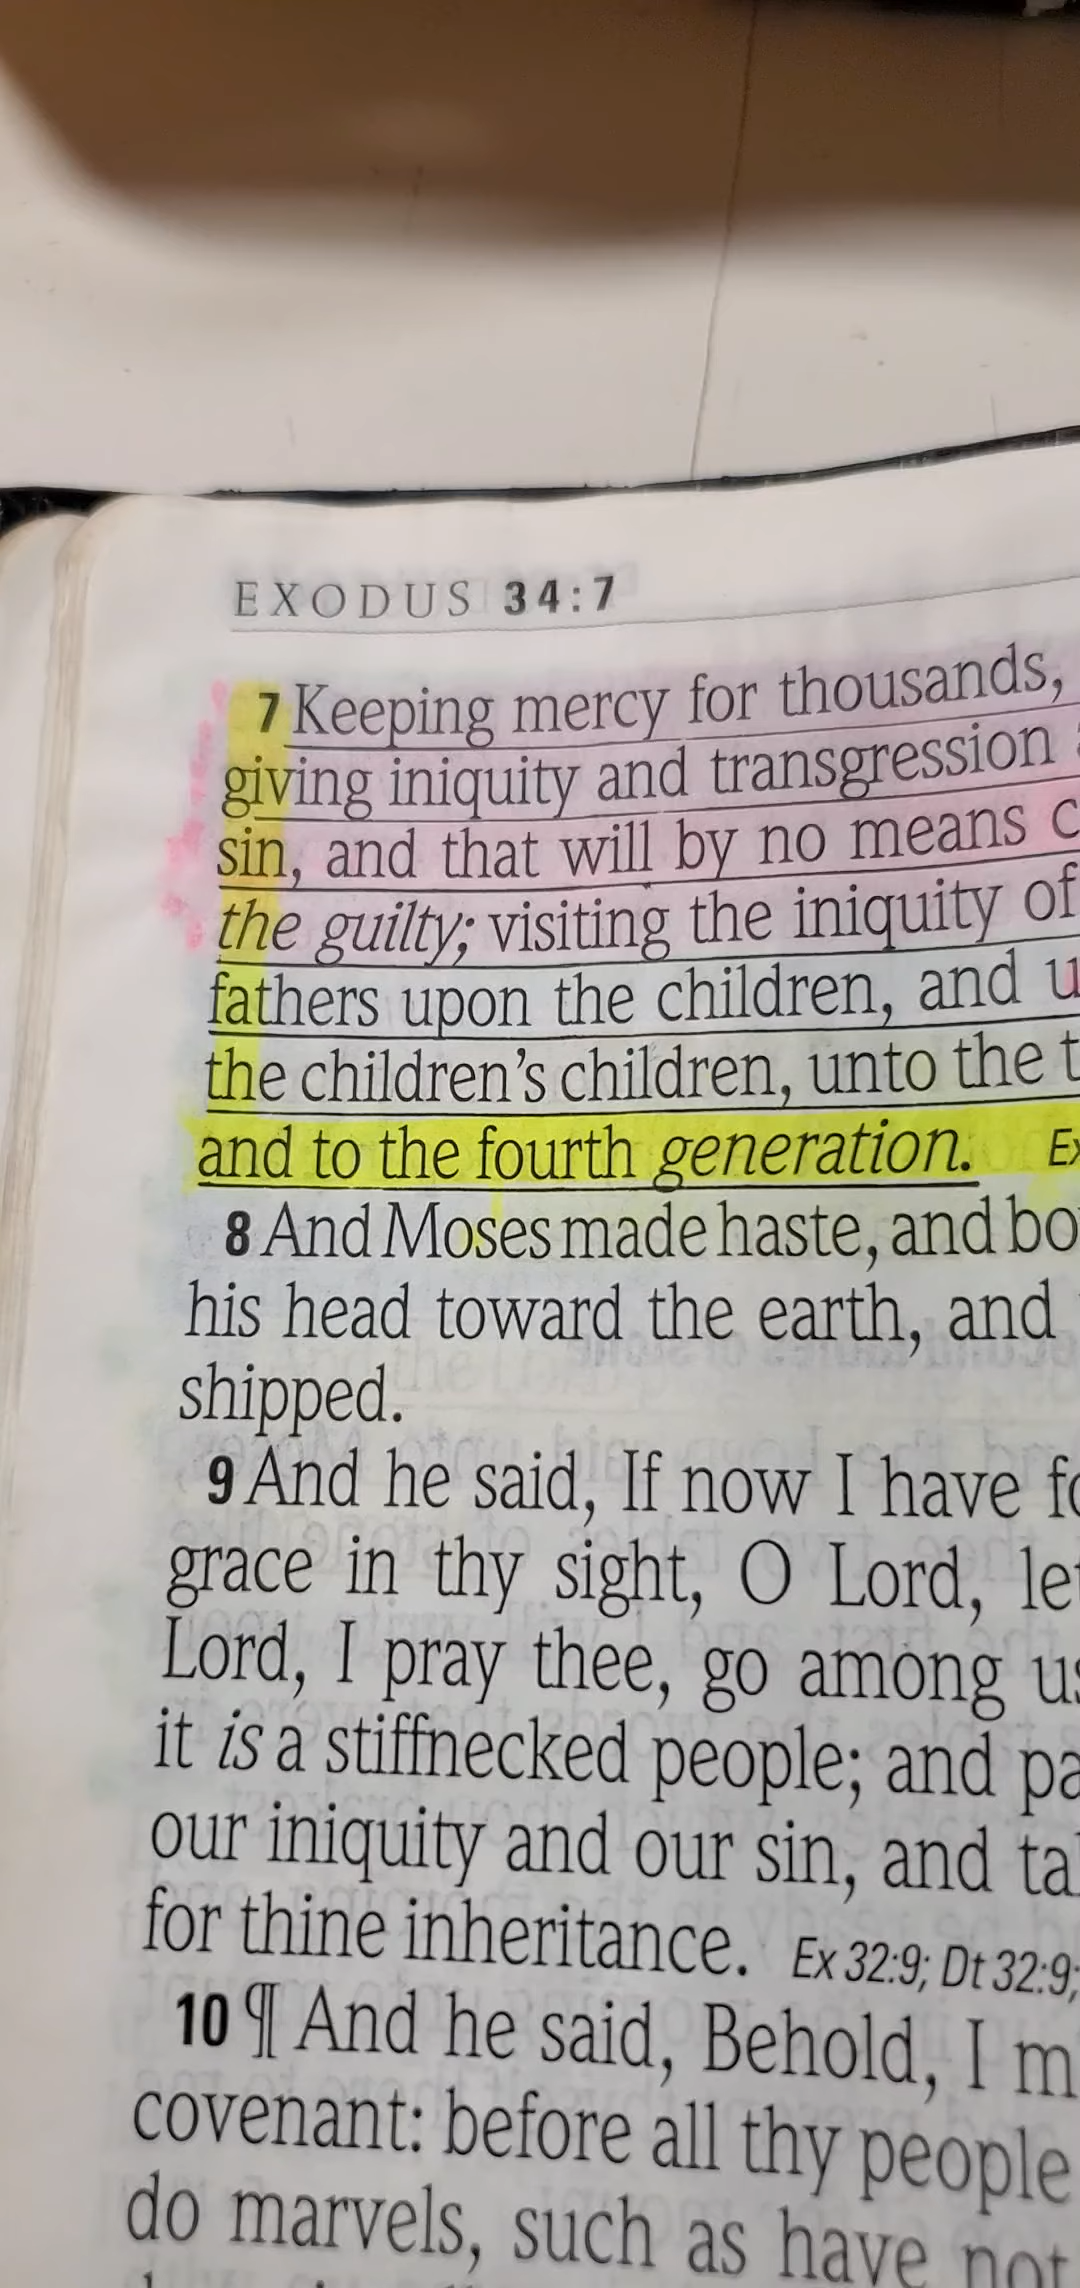 EXODUS 34:7
7 Keeping mercy for thousands,
giving iniquity and transgression
sin, and that will by no means
the guilty; visiting the iniquity of
fathers upon the children, and
the children's children, unto the
and to the fourth generation. Ex
8 And Moses made haste, and
his head toward the earth, and
shipped.
9 And he said, If now I have
grace in thy sight, O Lord,
Lord, I pray thee, go among
it is a stiffnecked people; and
our iniquity and our sin, and
for thine inheritance. Ex 32:9; Dt 32:9;
10 ¶ And he said, Behold, I
covenant: before all thy people
do marvels, such as have not